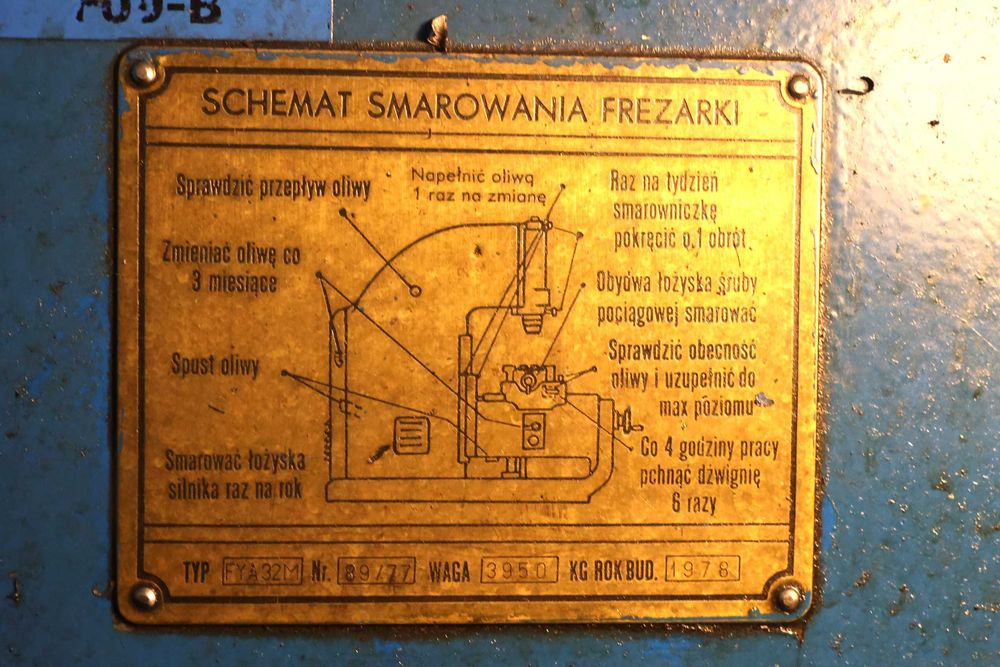 709-B
SCHEMAT SMAROWANIA FREZARKI
Sprawdzić przepływ oliwy
Napełnić oliwą
1 raz na zmianę
Raz na tydzień
smarowniczkę
pokręcić o 1 obrót
Zmieniać oliwę co
3 miesiące
Obydwa łożyska śruby
pociągowej smarować
Spust oliwy
Sprawdzić obecność
oliwy i uzupełnić do
max poziomu
Smarować łożyska
silnika raz na rok
Co 4 godziny pracy
pchnąć dźwignię
6 razy
TYP FYA32M Nr. 89/77 WAGA 3950 KG ROK BUD. 1978